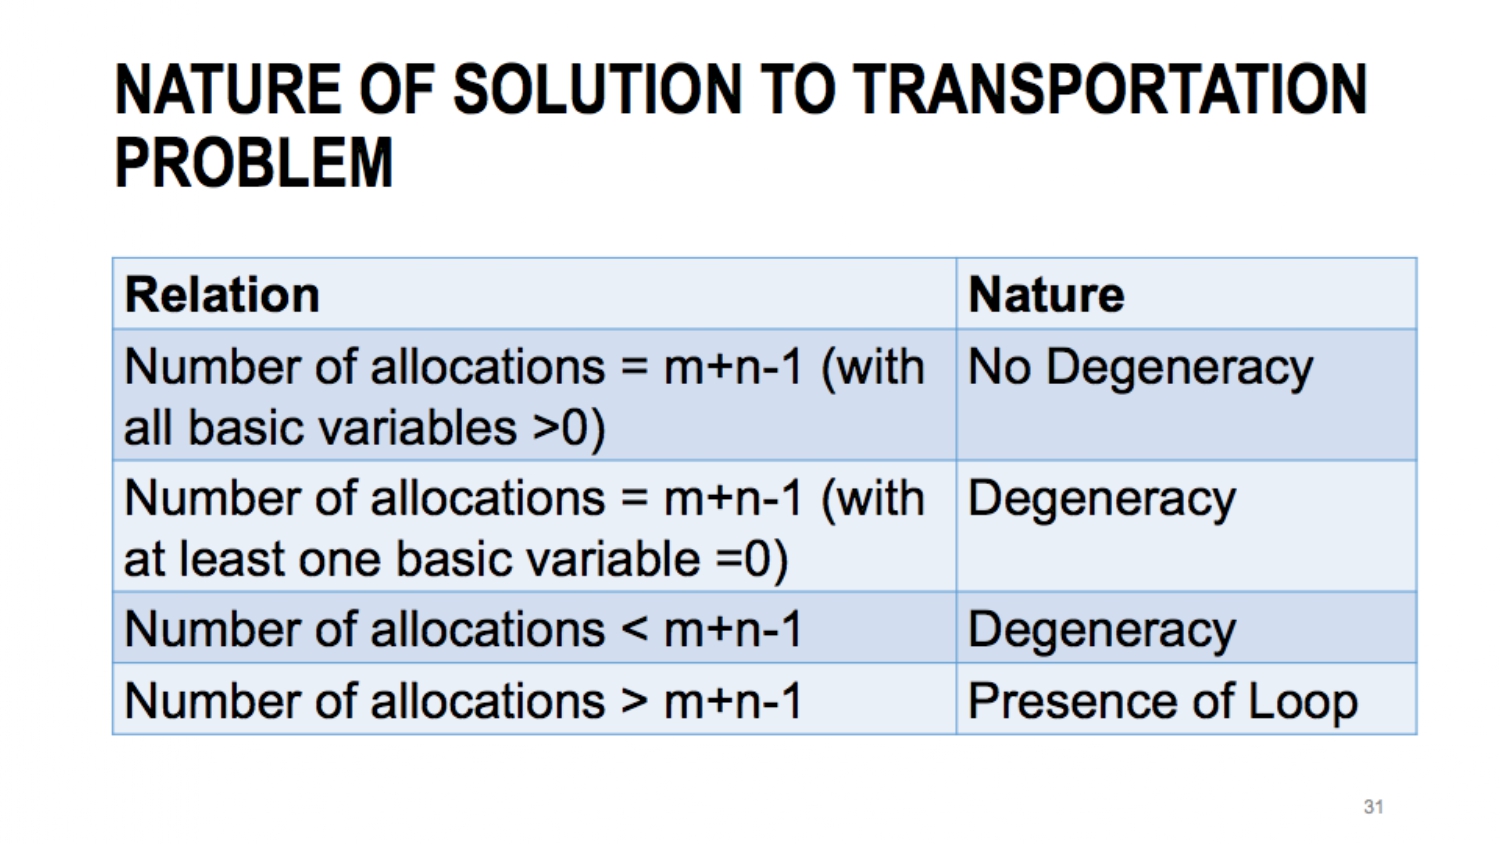 NATURE OF SOLUTION TO TRANSPORTATION
PROBLEM
Relation
Nature
Number of allocations = m+n-1 (with
all basic variables >0)
No Degeneracy
Number of allocations = m+n-1 (with
at least one basic variable =0)
Degeneracy
Number of allocations < m+n-1
Degeneracy
Number of allocations > m+n-1
Presence of Loop
31